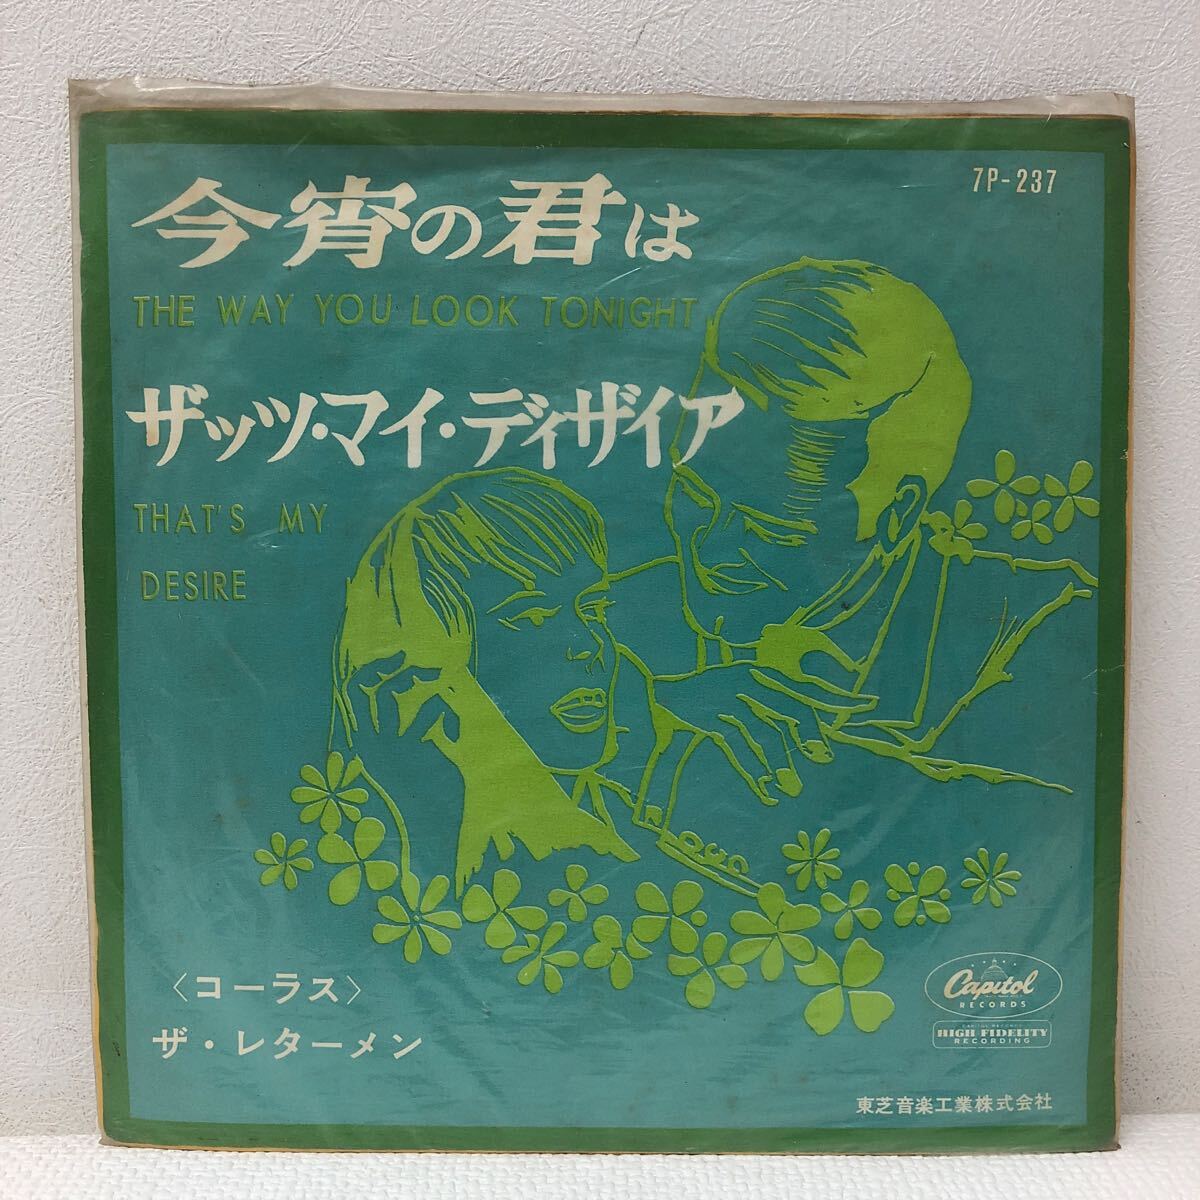 7P-237
今宵の君は
THE WAY YOU LOOK TONIGHT
ザッツ・マイ・ディザイア
THAT'S MY
DESIRE
〈コーラス〉
ザ・レターメン
Capitol
RECORDS
CAPITOL RECORDS
HIGH FIDELITY
RECORDING
東芝音楽工業株式会社